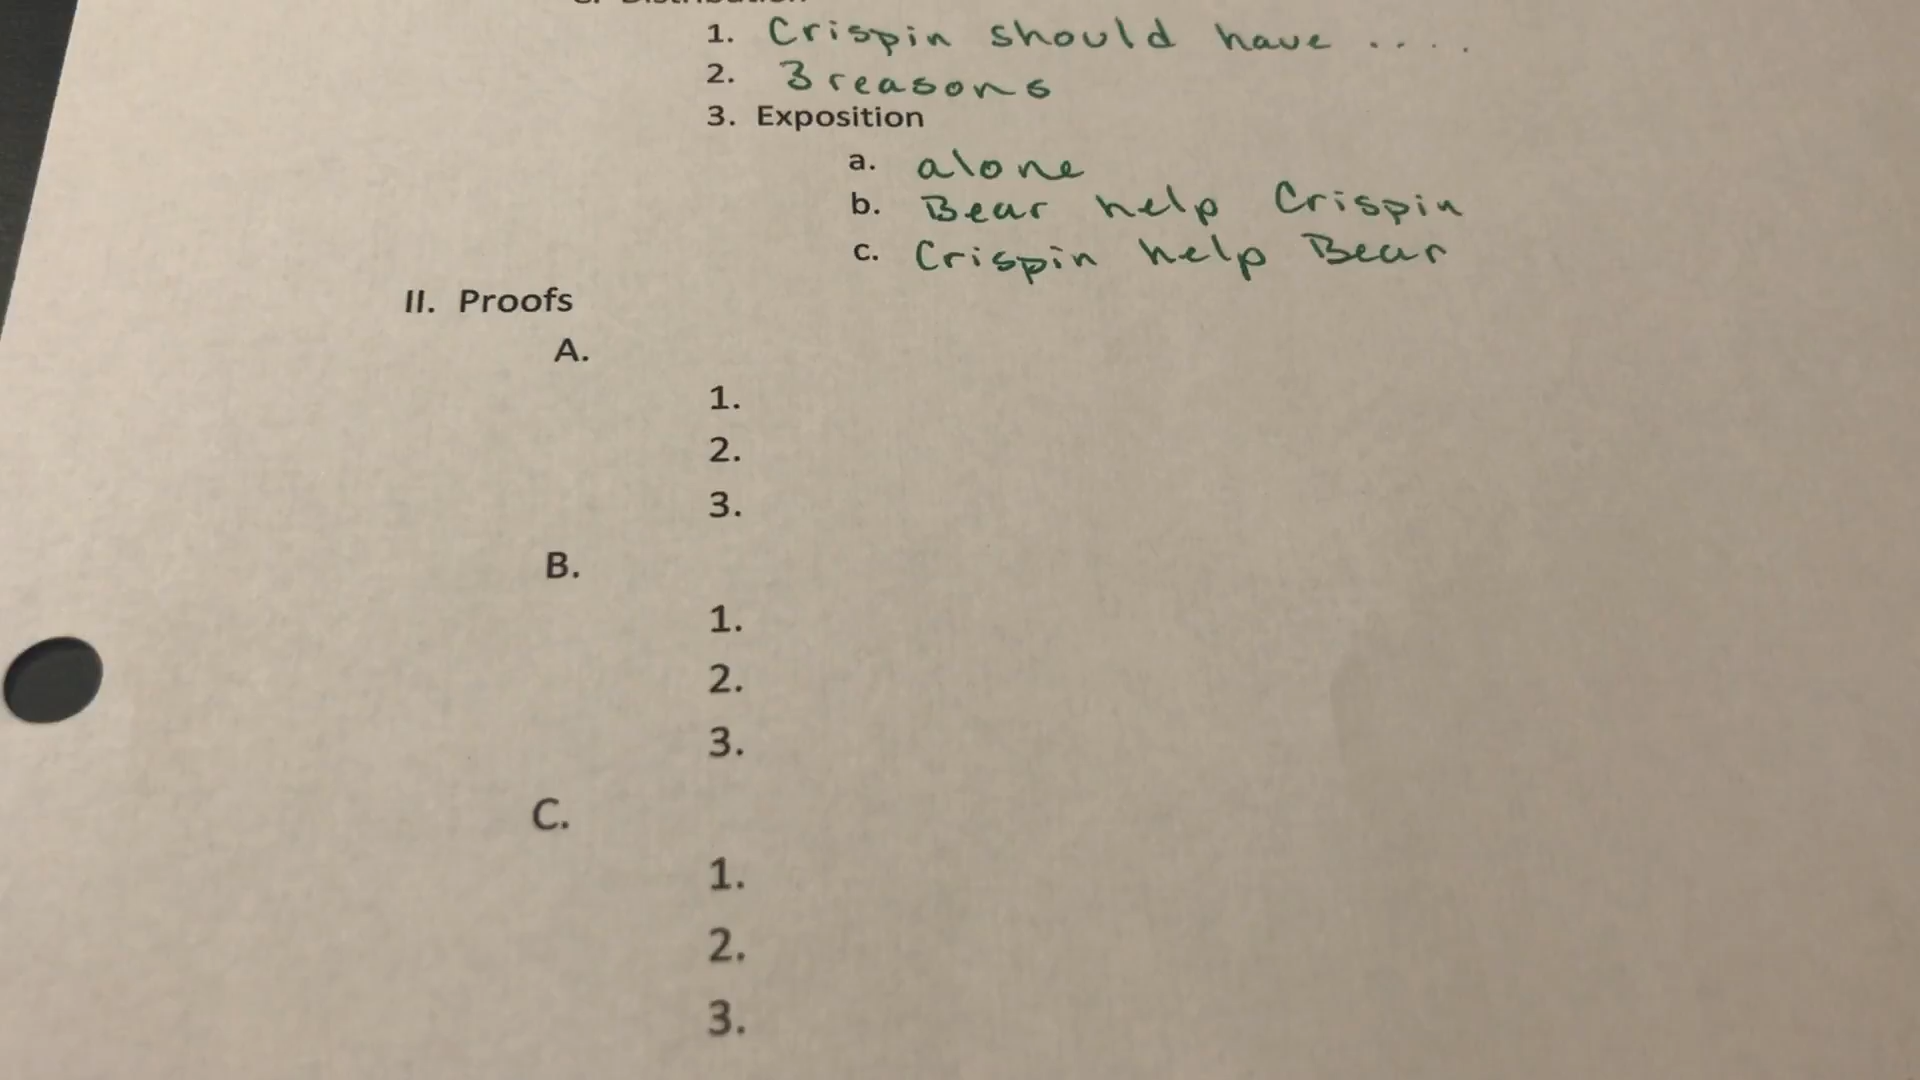 1. Crispin should have ....
2. 3 reasons
3. Exposition
a. alone
b. Bear help Crispin
c. Crispin help Bear
II. Proofs
A.
1.
2.
3.
B.
1.
2.
3.
C.
1.
2.
3.